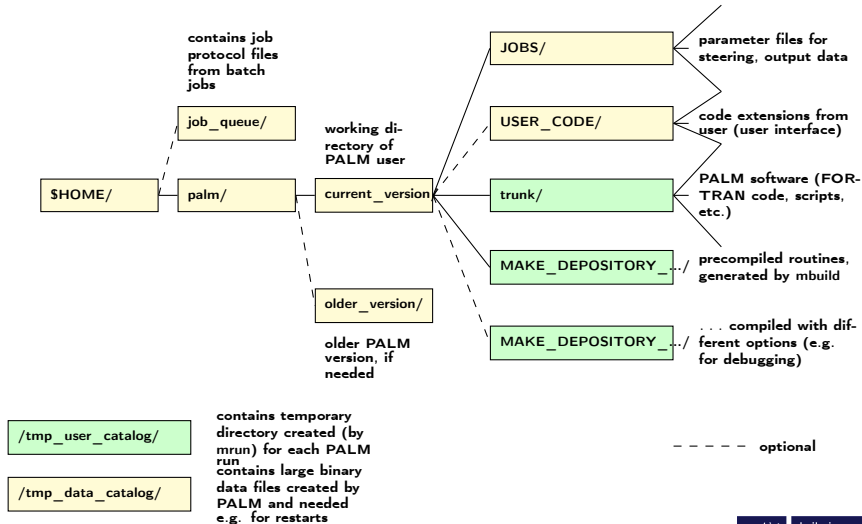 contains job
protocol files
from batch
jobs
job_queue/
$HOME/
palm/
working di-
rectory of
PALM user
current_version
older_version/
older PALM
version, if
needed
JOBS/
parameter files for
steering, output data
USER_CODE/
code extensions from
user (user interface)
trunk/
PALM software (FOR-
TRAN code, scripts,
etc.)
MAKE_DEPOSITORY_.../
precompiled routines,
generated by mbuild
MAKE_DEPOSITORY_.../
. . . compiled with dif-
ferent options (e.g.
for debugging)
/tmp_user_catalog/
contains temporary
directory created (by
mrun) for each PALM
run
/tmp_data_catalog/
contains large binary
data files created by
PALM and needed
e.g. for restarts
optional